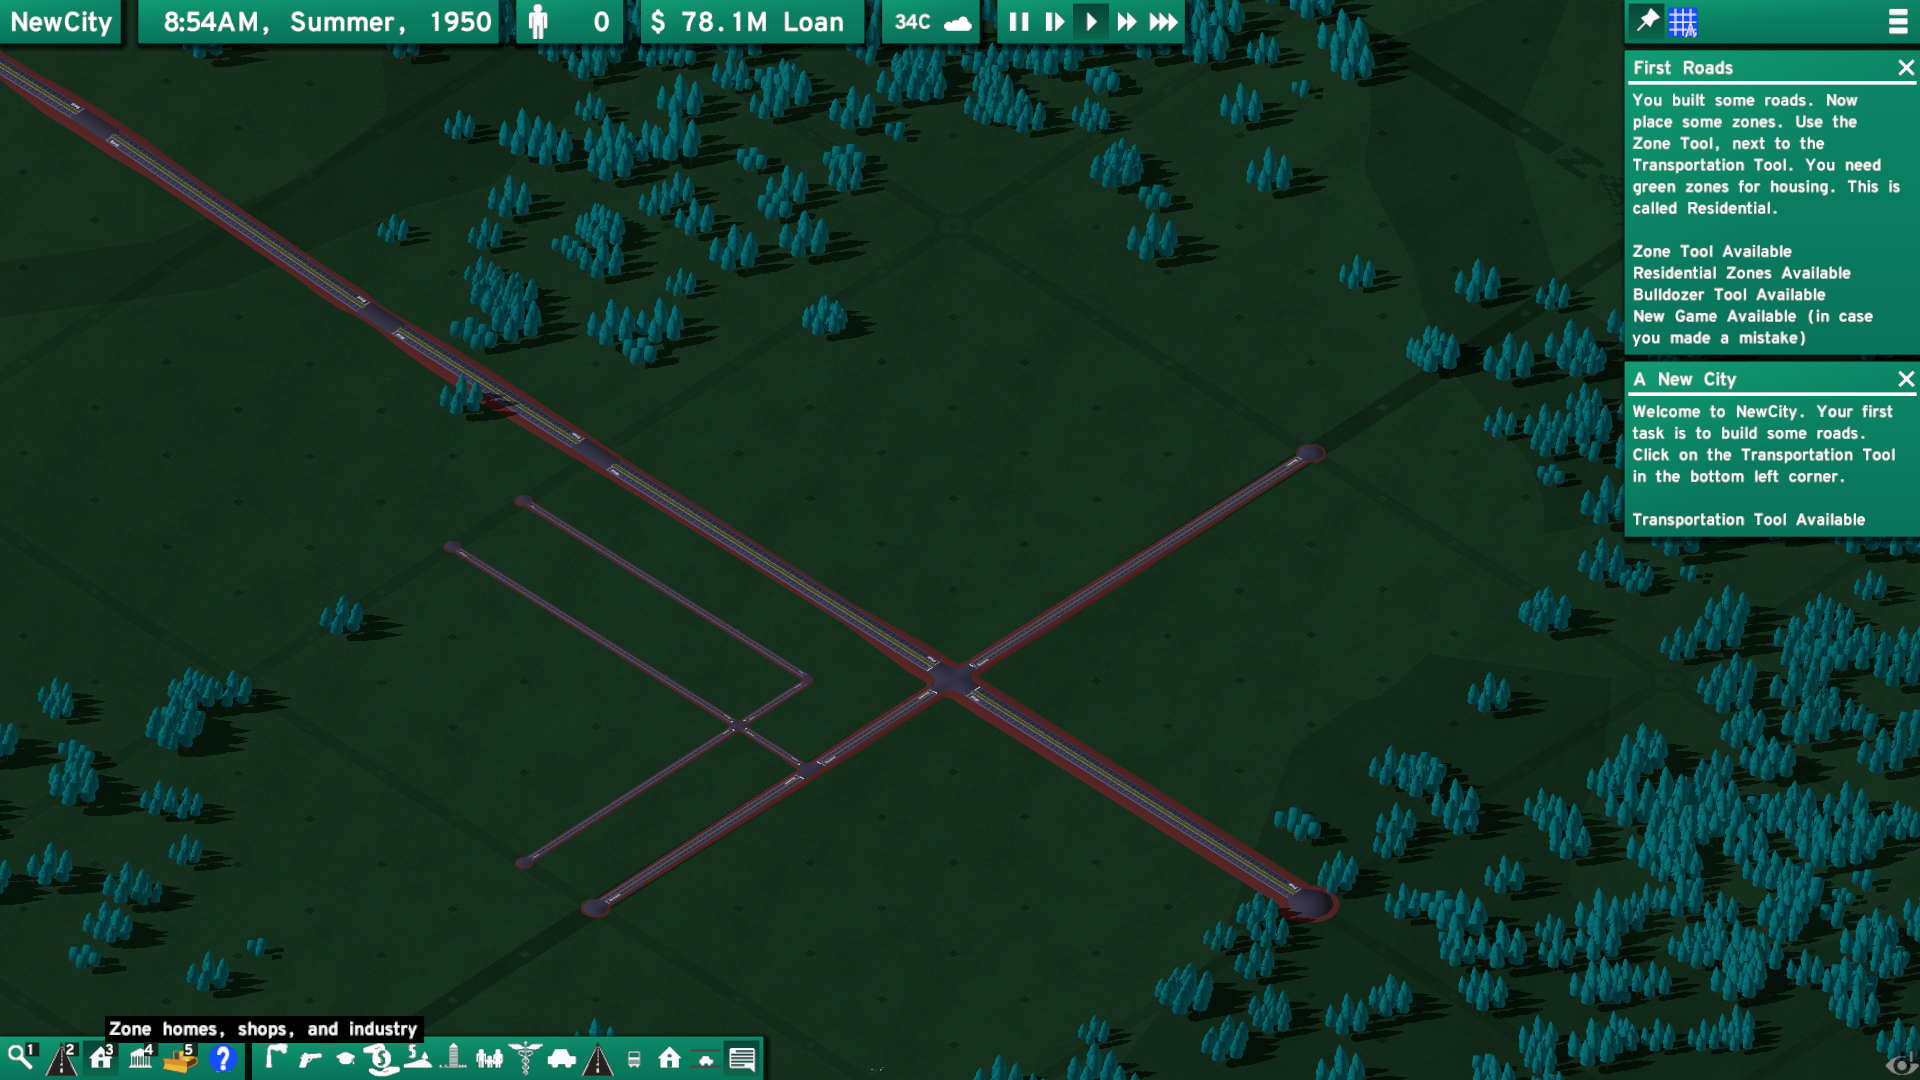 NewCity
8:54AM, Summer, 1950
0
$ 78.1M Loan
34C
First Roads
You built some roads. Now
place some zones. Use the
Zone Tool, next to the
Transportation Tool. You need
green zones for housing. This is
called Residential.
Zone Tool Available
Residential Zones Available
Bulldozer Tool Available
New Game Available (in case
you made a mistake)
A New City
Welcome to NewCity. Your first
task is to build some roads.
Click on the Transportation Tool
in the bottom left corner.
Transportation Tool Available
Zone homes, shops, and industry
1
2
3
4
5
?